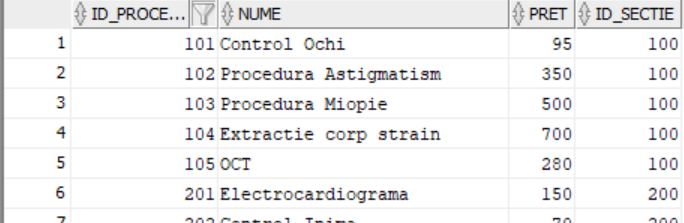 ID_PROCE... NUME PRET ID_SECTIE
1 101 Control Ochi 95 100
2 102 Procedura Astigmatism 350 100
3 103 Procedura Miopie 500 100
4 104 Extractie corp strain 700 100
5 105 OCT 280 100
6 201 Electrocardiograma 150 200
7 202 Control Inima 70 200